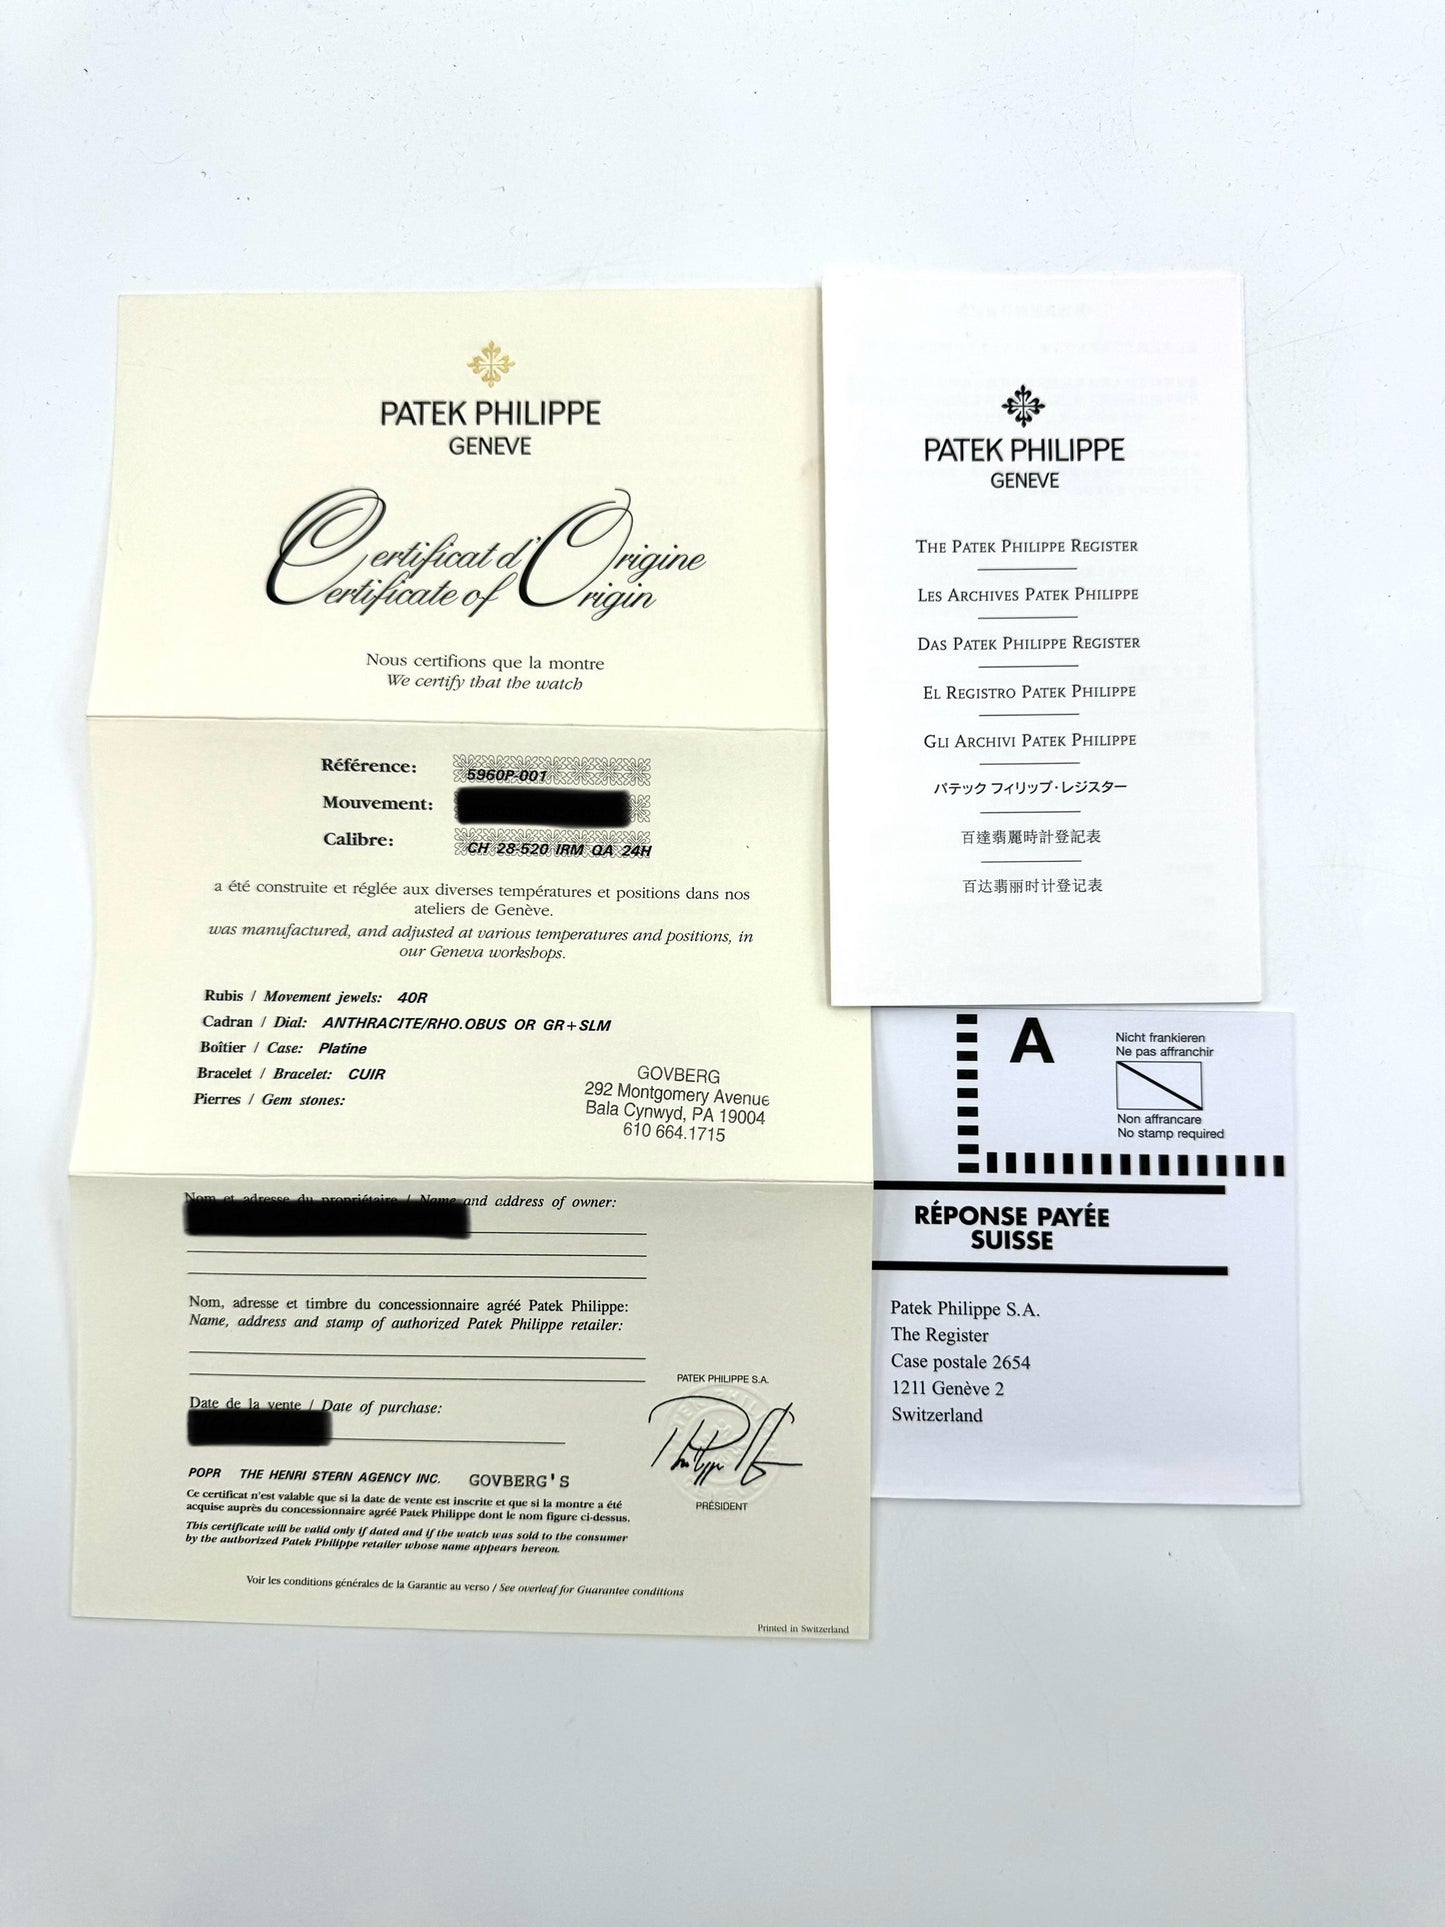 PATEK PHILIPPE
GENEVE
Certificat d'Origine
Certificate of Origin
Nous certifions que la montre
We certify that the watch
Référence: 5960P-001
Mouvement:
Calibre: CH 28-520 IRM QA 24H
a été construite et réglée aux diverses températures et positions dans nos
ateliers de Genève.
was manufactured, and adjusted at various temperatures and positions, in
our Geneva workshops.
Rubis / Movement jewels: 40R
Cadran / Dial: ANTHRACITE/RHO.OBUS OR GR+SLM
Boîtier / Case: Platine
Bracelet / Bracelet: CUIR
Pierres / Gem stones:
GOVBERG
292 Montgomery Avenue
Bala Cynwyd, PA 19004
610 664.1715
Nom et adresse du propriétaire / Name and address of owner:
Nom, adresse et timbre du concessionnaire agréé Patek Philippe:
Name, address and stamp of authorized Patek Philippe retailer:
Date de la vente / Date of purchase:
PATEK PHILIPPE S.A.
PRÉSIDENT
POPR THE HENRI STERN AGENCY INC. GOVBERG'S
Ce certificat n'est valable que si la date de vente est inscrite et que si la montre a été
acquise auprès du concessionnaire agréé Patek Philippe dont le nom figure ci-dessus.
This certificate will be valid only if dated and if the watch was sold to the consumer
by the authorized Patek Philippe retailer whose name appears hereon.
Voir les conditions générales de la Garantie au verso / See overleaf for Guarantee conditions
Printed in Switzerland
PATEK PHILIPPE
GENEVE
THE PATEK PHILIPPE REGISTER
LES ARCHIVES PATEK PHILIPPE
DAS PATEK PHILIPPE REGISTER
EL REGISTRO PATEK PHILIPPE
GLI ARCHIVI PATEK PHILIPPE
パテック フィリップ・レジスター
百達翡麗時計登記表
百达翡丽时计登记表
A
Nicht frankieren
Ne pas affranchir
Non affrancare
No stamp required
RÉPONSE PAYÉE
SUISSE
Patek Philippe S.A.
The Register
Case postale 2654
1211 Genève 2
Switzerland